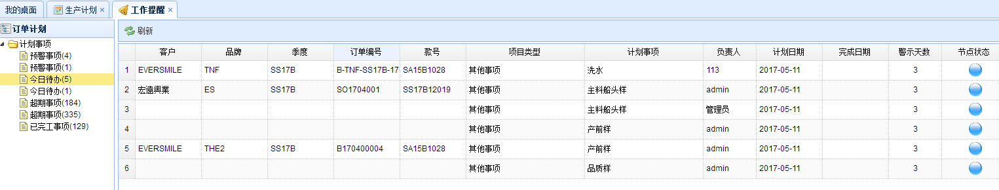 我的桌面 生产计划 工作提醒
订单计划
刷新
计划事项
预警事项(4)
预警事项(1)
今日待办(5)
今日待办(1)
超期事项(184)
超期事项(335)
已完工事项(129)
客户 品牌 季度 订单编号 款号 项目类型 计划事项 负责人 计划日期 完成日期 警示天数 节点状态
1 EVERSMILE TNF SS17B B-TNF-SS17B-17 SA15B1028 其他事项 洗水 113 2017-05-11 3
2 宏遠興業 ES SS17B SO1704001 SS17B12019 其他事项 主料船头样 admin 2017-05-11 3
3 其他事项 主料船头样 管理员 2017-05-11 3
4 其他事项 产前样 admin 2017-05-11 3
5 EVERSMILE THE2 SS17B B170400004 SA15B1028 其他事项 产前样 admin 2017-05-11 3
6 其他事项 品质样 admin 2017-05-11 3